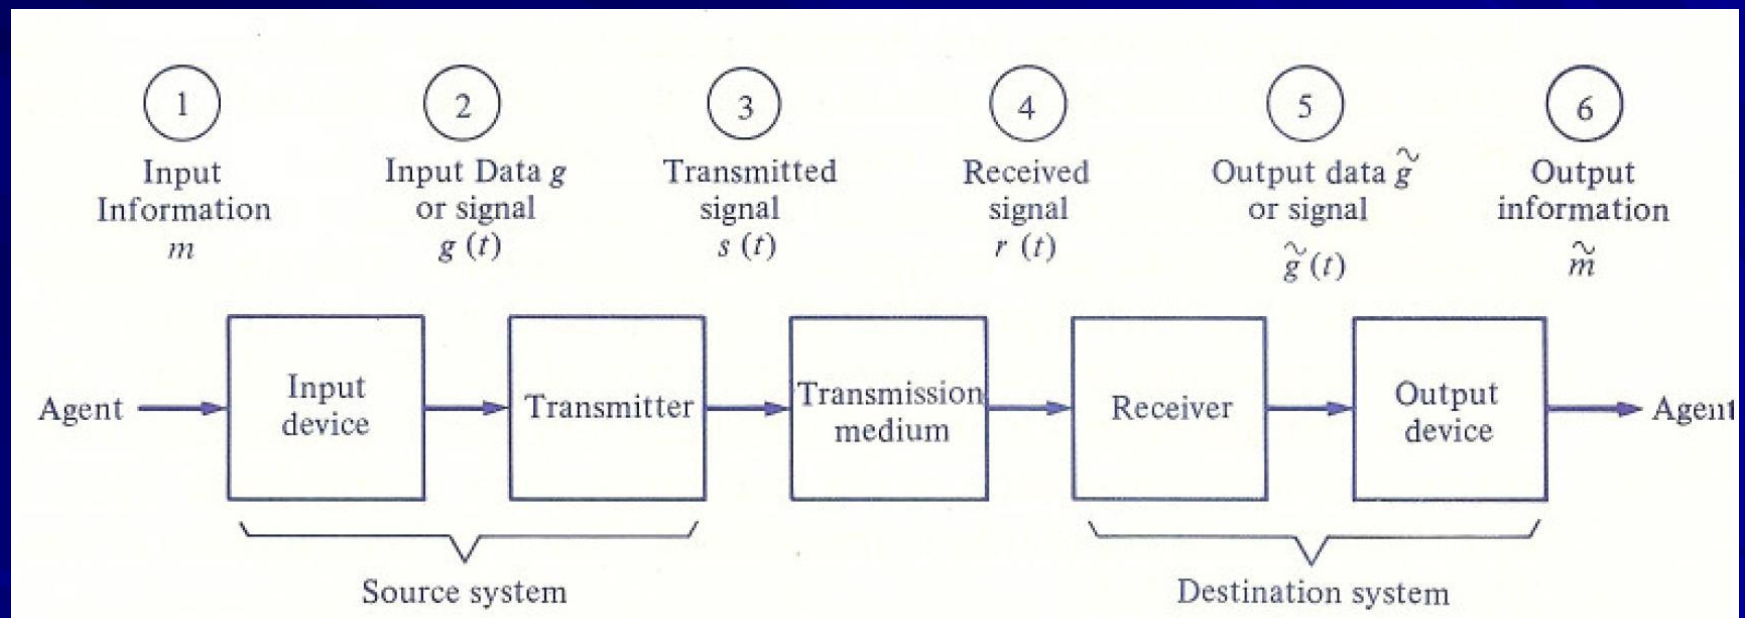 1
Input
Information
m
2
Input Data g
or signal
g (t)
3
Transmitted
signal
s (t)
4
Received
signal
r (t)
5
Output data g̃
or signal
g̃ (t)
6
Output
information
m̃
Agent
Input
device
Transmitter
Transmission
medium
Receiver
Output
device
Agent
Source system
Destination system